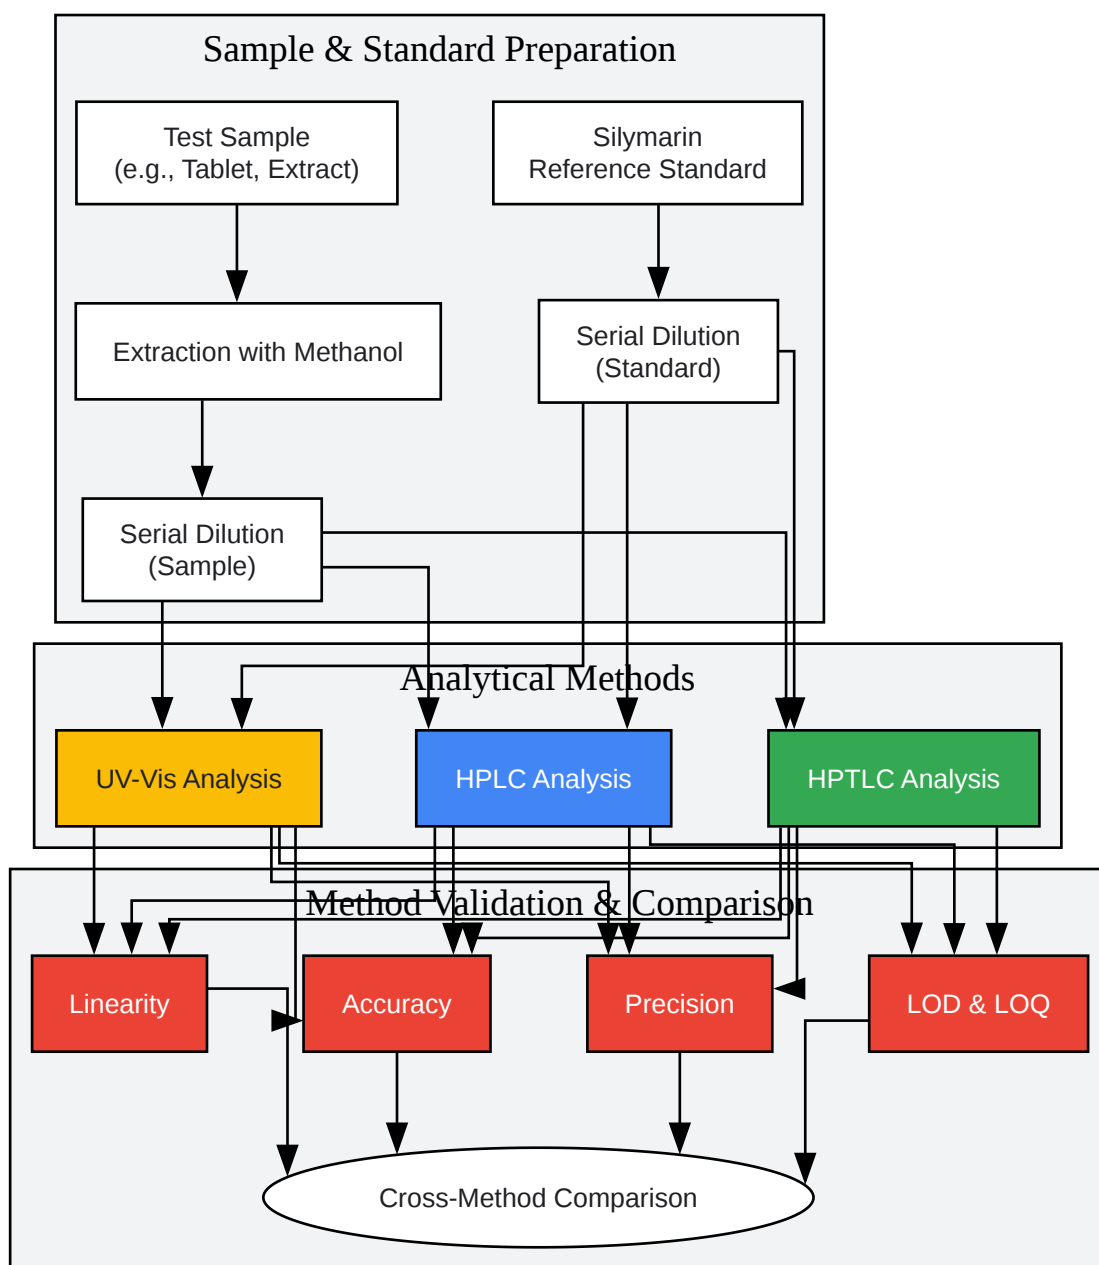 Sample & Standard Preparation
Test Sample
(e.g., Tablet, Extract)
Silymarin
Reference Standard
Extraction with Methanol
Serial Dilution
(Standard)
Serial Dilution
(Sample)
Analytical Methods
UV-Vis Analysis
HPLC Analysis
HPTLC Analysis
Method Validation & Comparison
Linearity
Accuracy
Precision
LOD & LOQ
Cross-Method Comparison